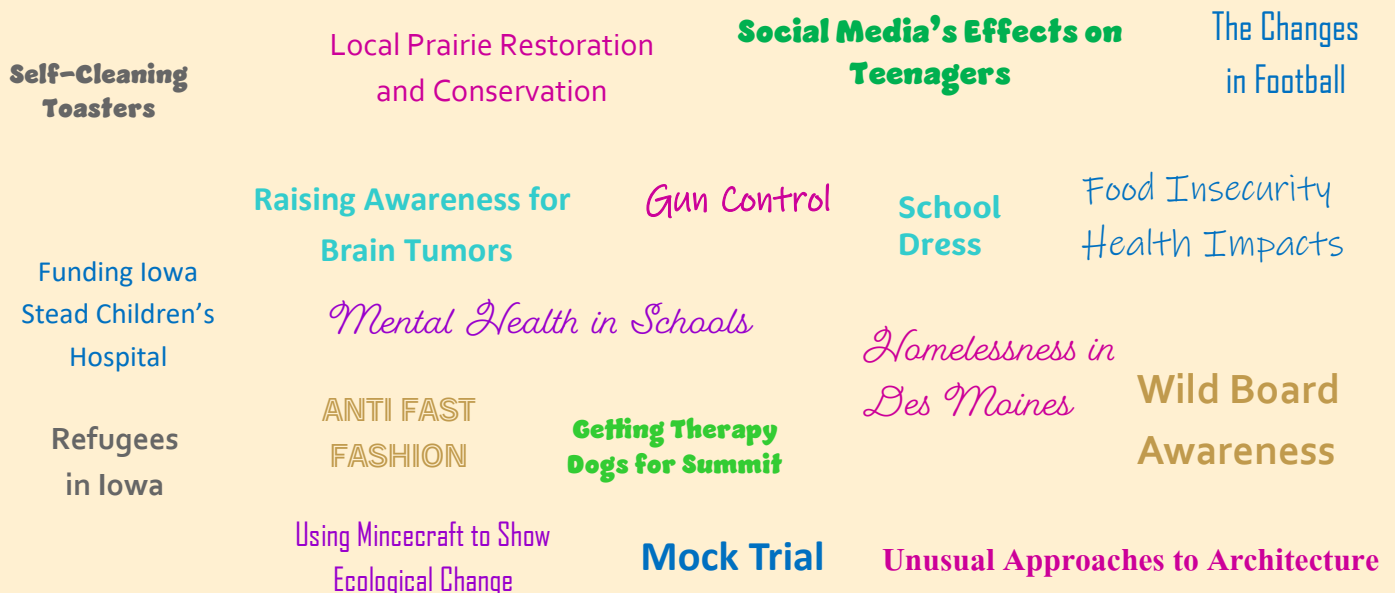 Self-Cleaning
Toasters
Local Prairie Restoration
and Conservation
Social Media's Effects on
Teenagers
The Changes
in Football
Raising Awareness for
Brain Tumors
Gun Control
School
Dress
Food Insecurity
Health Impacts
Funding Iowa
Stead Children's
Hospital
Mental Health in Schools
Homelessness in
Des Moines
Wild Board
Awareness
Refugees
in Iowa
ANTI FAST
FASHION
Getting Therapy
Dogs for Summit
Using Mincecraft to Show
Ecological Change
Mock Trial
Unusual Approaches to Architecture